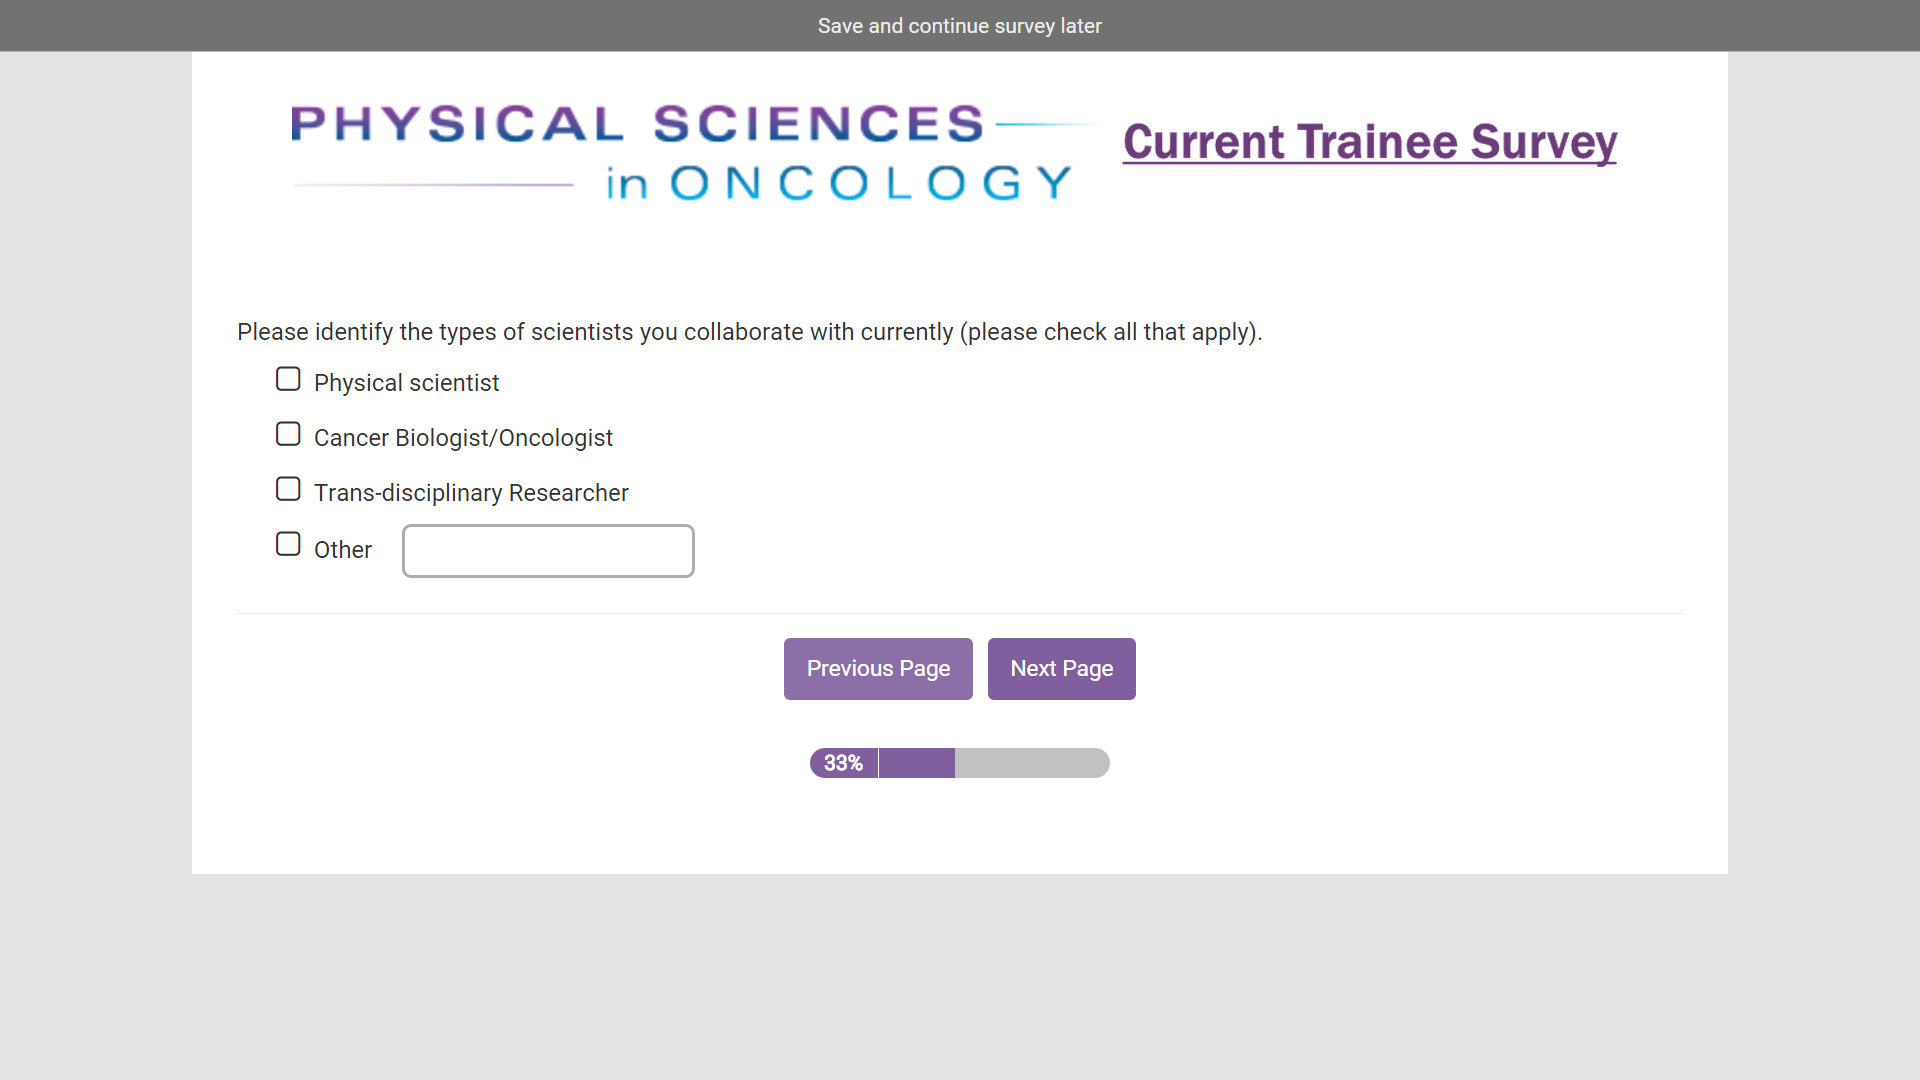 Save and continue survey later
PHYSICAL SCIENCES
in ONCOLOGY
Current Trainee Survey
Please identify the types of scientists you collaborate with currently (please check all that apply).
Physical scientist
Cancer Biologist/Oncologist
Trans-disciplinary Researcher
Other
Previous Page
Next Page
33%